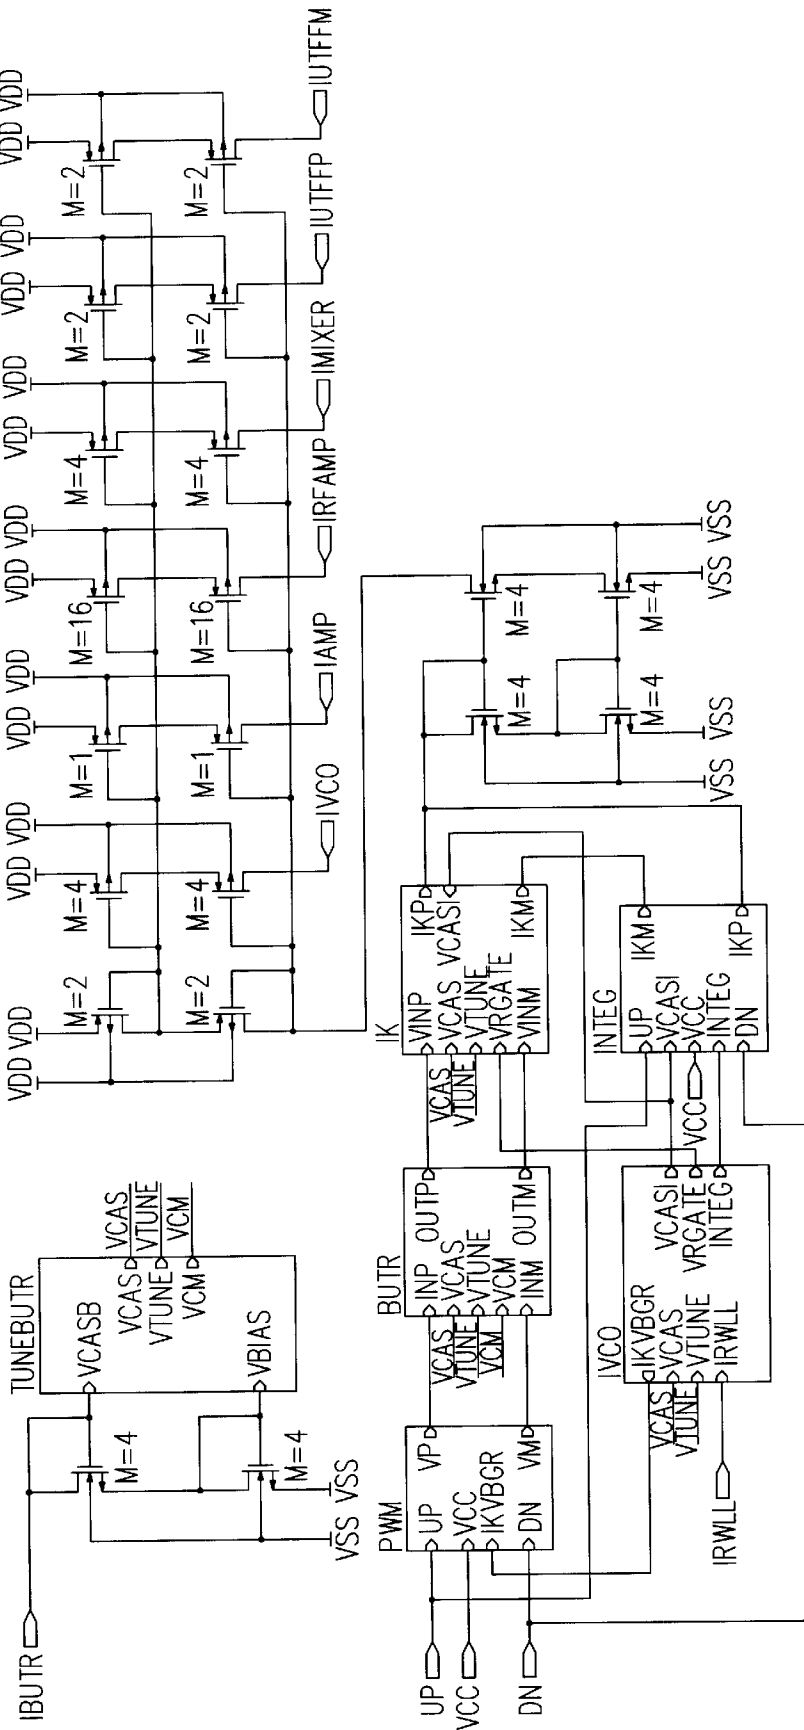 IBUTR
M=4
M=4
VSS VSS
TUNEBUTR
VCASB
VCAS
VTUNE
VCM
VBIAS
VCAS
VTUNE
VCM
VDD VDD
M=2
M=2
VDD VDD
M=4
M=4
IVCO
VDD VDD
M=1
M=1
IAMP
VDD VDD
M=16
M=16
IRFAMP
VDD VDD
M=4
M=4
IMIXER
VDD VDD
M=2
M=2
IUTFFP
VDD VDD
M=2
M=2
IUTFFM
UP
VCC
DN
PWM
UP
VP
VCC
IKVBGR
DN
VM
VCAS
VTUNE
VCM
BUTR
INP OUTP
VCAS
VTUNE
VCM
INM OUTM
VCAS
VTUNE
IK
VINP IKP
VCAS VCASI
VTUNE
VRGATE
VINM IKM
M=4
M=4
M=4
M=4
VSS VSS
VSS VSS
IRWLL
VCAS
VTUNE
IVCO
IKVBGR
VCAS VCASI
VTUNE VRGATE
IRWLL INTEG
VCC
INTEG
UP IKM
VCASI
VCC
INTEG
DN IKP